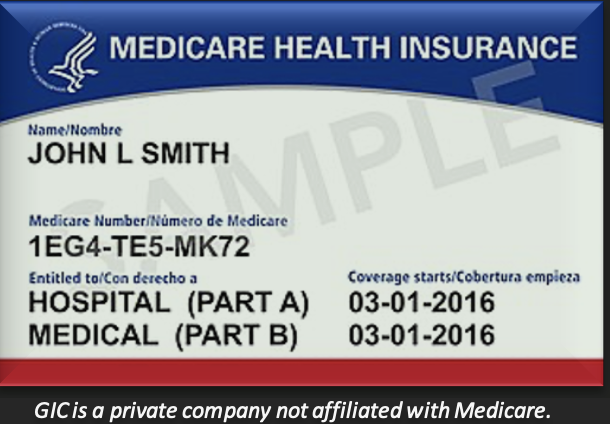 MEDICARE HEALTH INSURANCE
SAMPLE
Name/Nombre
JOHN L SMITH
Medicare Number/Número de Medicare
1EG4-TE5-MK72
Entitled to/Con derecho a
Coverage starts/Cobertura empieza
HOSPITAL (PART A) 03-01-2016
MEDICAL (PART B) 03-01-2016
GIC is a private company not affiliated with Medicare.